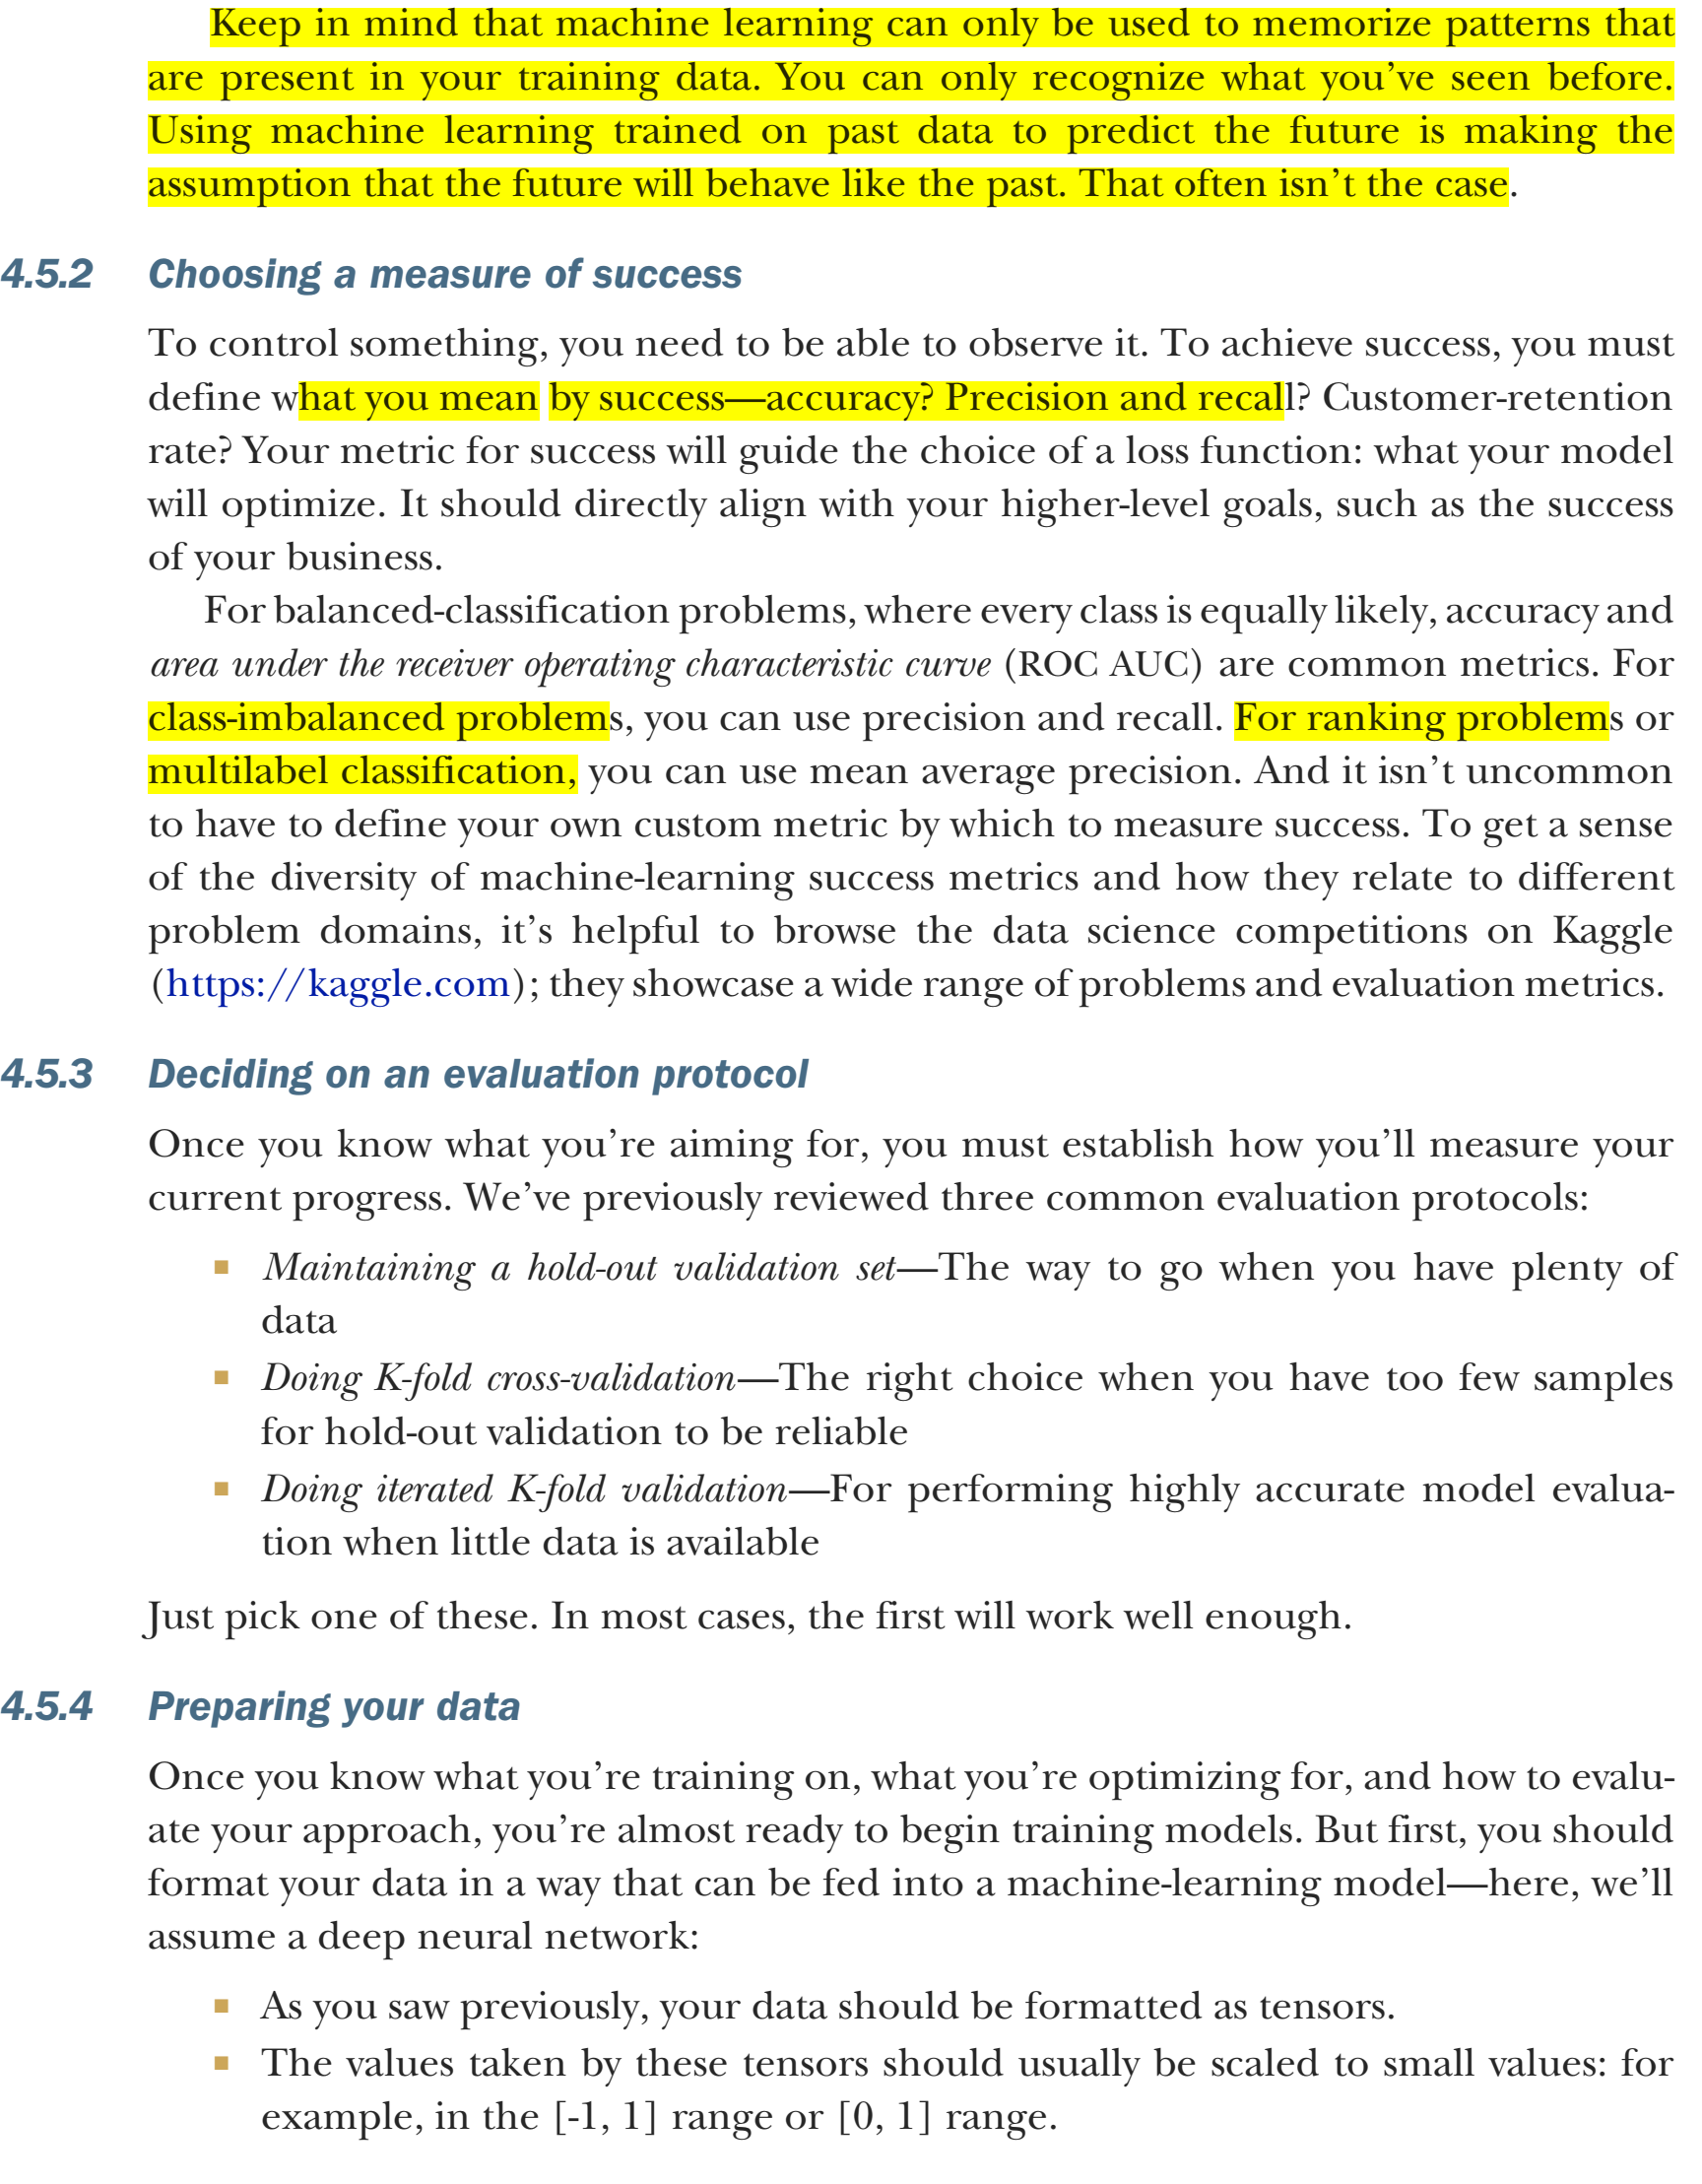 Keep in mind that machine learning can only be used to memorize patterns that
are present in your training data. You can only recognize what you've seen before.
Using machine learning trained on past data to predict the future is making the
assumption that the future will behave like the past. That often isn't the case.
4.5.2 Choosing a measure of success
To control something, you need to be able to observe it. To achieve success, you must
define what you mean by success—accuracy? Precision and recall? Customer-retention
rate? Your metric for success will guide the choice of a loss function: what your model
will optimize. It should directly align with your higher-level goals, such as the success
of your business.
For balanced-classification problems, where every class is equally likely, accuracy and
area under the receiver operating characteristic curve (ROC AUC) are common metrics. For
class-imbalanced problems, you can use precision and recall. For ranking problems or
multilabel classification, you can use mean average precision. And it isn't uncommon
to have to define your own custom metric by which to measure success. To get a sense
of the diversity of machine-learning success metrics and how they relate to different
problem domains, it's helpful to browse the data science competitions on Kaggle
(https://kaggle.com); they showcase a wide range of problems and evaluation metrics.
4.5.3 Deciding on an evaluation protocol
Once you know what you're aiming for, you must establish how you'll measure your
current progress. We've previously reviewed three common evaluation protocols:
■ Maintaining a hold-out validation set—The way to go when you have plenty of
data
■ Doing K-fold cross-validation—The right choice when you have too few samples
for hold-out validation to be reliable
■ Doing iterated K-fold validation—For performing highly accurate model evalua-
tion when little data is available
Just pick one of these. In most cases, the first will work well enough.
4.5.4 Preparing your data
Once you know what you're training on, what you're optimizing for, and how to evalu-
ate your approach, you're almost ready to begin training models. But first, you should
format your data in a way that can be fed into a machine-learning model—here, we'll
assume a deep neural network:
■ As you saw previously, your data should be formatted as tensors.
■ The values taken by these tensors should usually be scaled to small values: for
example, in the [-1, 1] range or [0, 1] range.